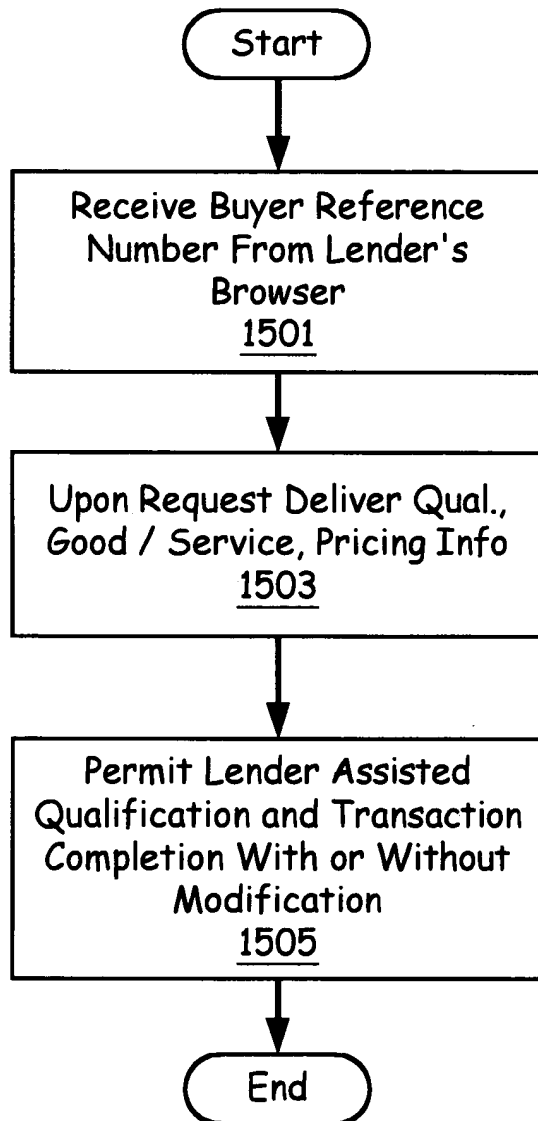 Start
Receive Buyer Reference
Number From Lender's
Browser
1501
Upon Request Deliver Qual.,
Good / Service, Pricing Info
1503
Permit Lender Assisted
Qualification and Transaction
Completion With or Without
Modification
1505
End